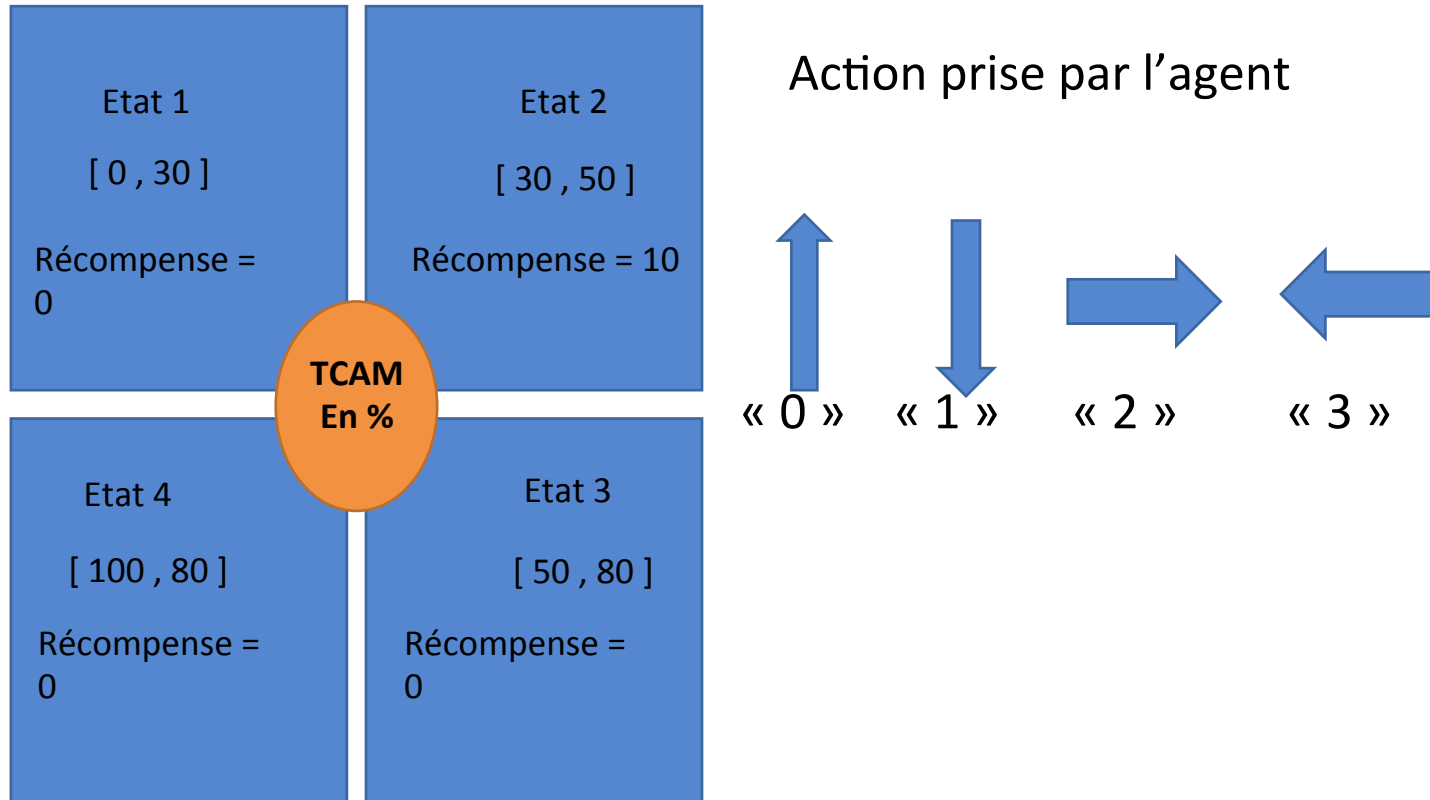 Etat 1
[ 0 , 30 ]
Récompense =
0
Etat 2
[ 30 , 50 ]
Récompense = 10
TCAM
En %
Etat 4
[ 100 , 80 ]
Récompense =
0
Etat 3
[ 50 , 80 ]
Récompense =
0
Action prise par l’agent
« 0 »
« 1 »
« 2 »
« 3 »